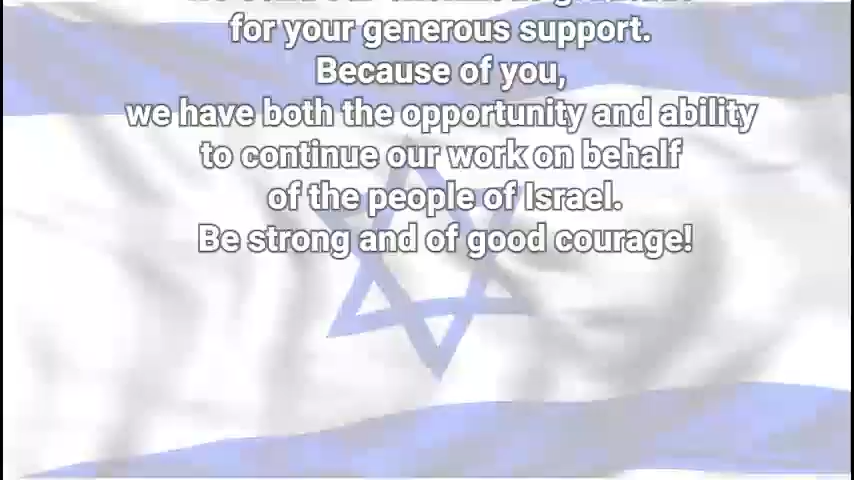 for your generous support.
Because of you,
we have both the opportunity and ability
to continue our work on behalf
of the people of Israel.
Be strong and of good courage!